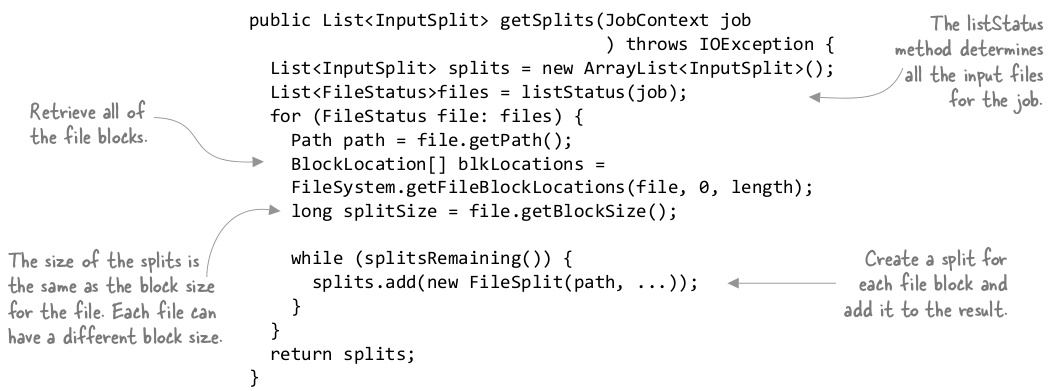 public List<InputSplit> getSplits(JobContext job
) throws IOException {
List<InputSplit> splits = new ArrayList<InputSplit>();
List<FileStatus>files = listStatus(job);
for (FileStatus file: files) {
Path path = file.getPath();
BlockLocation[] blkLocations =
FileSystem.getFileBlockLocations(file, 0, length);
long splitSize = file.getBlockSize();
while (splitsRemaining()) {
splits.add(new FileSplit(path, ...));
}
}
return splits;
}
The listStatus
method determines
all the input files
for the job.
Retrieve all of
the file blocks.
The size of the splits is
the same as the block size
for the file. Each file can
have a different block size.
Create a split for
each file block and
add it to the result.